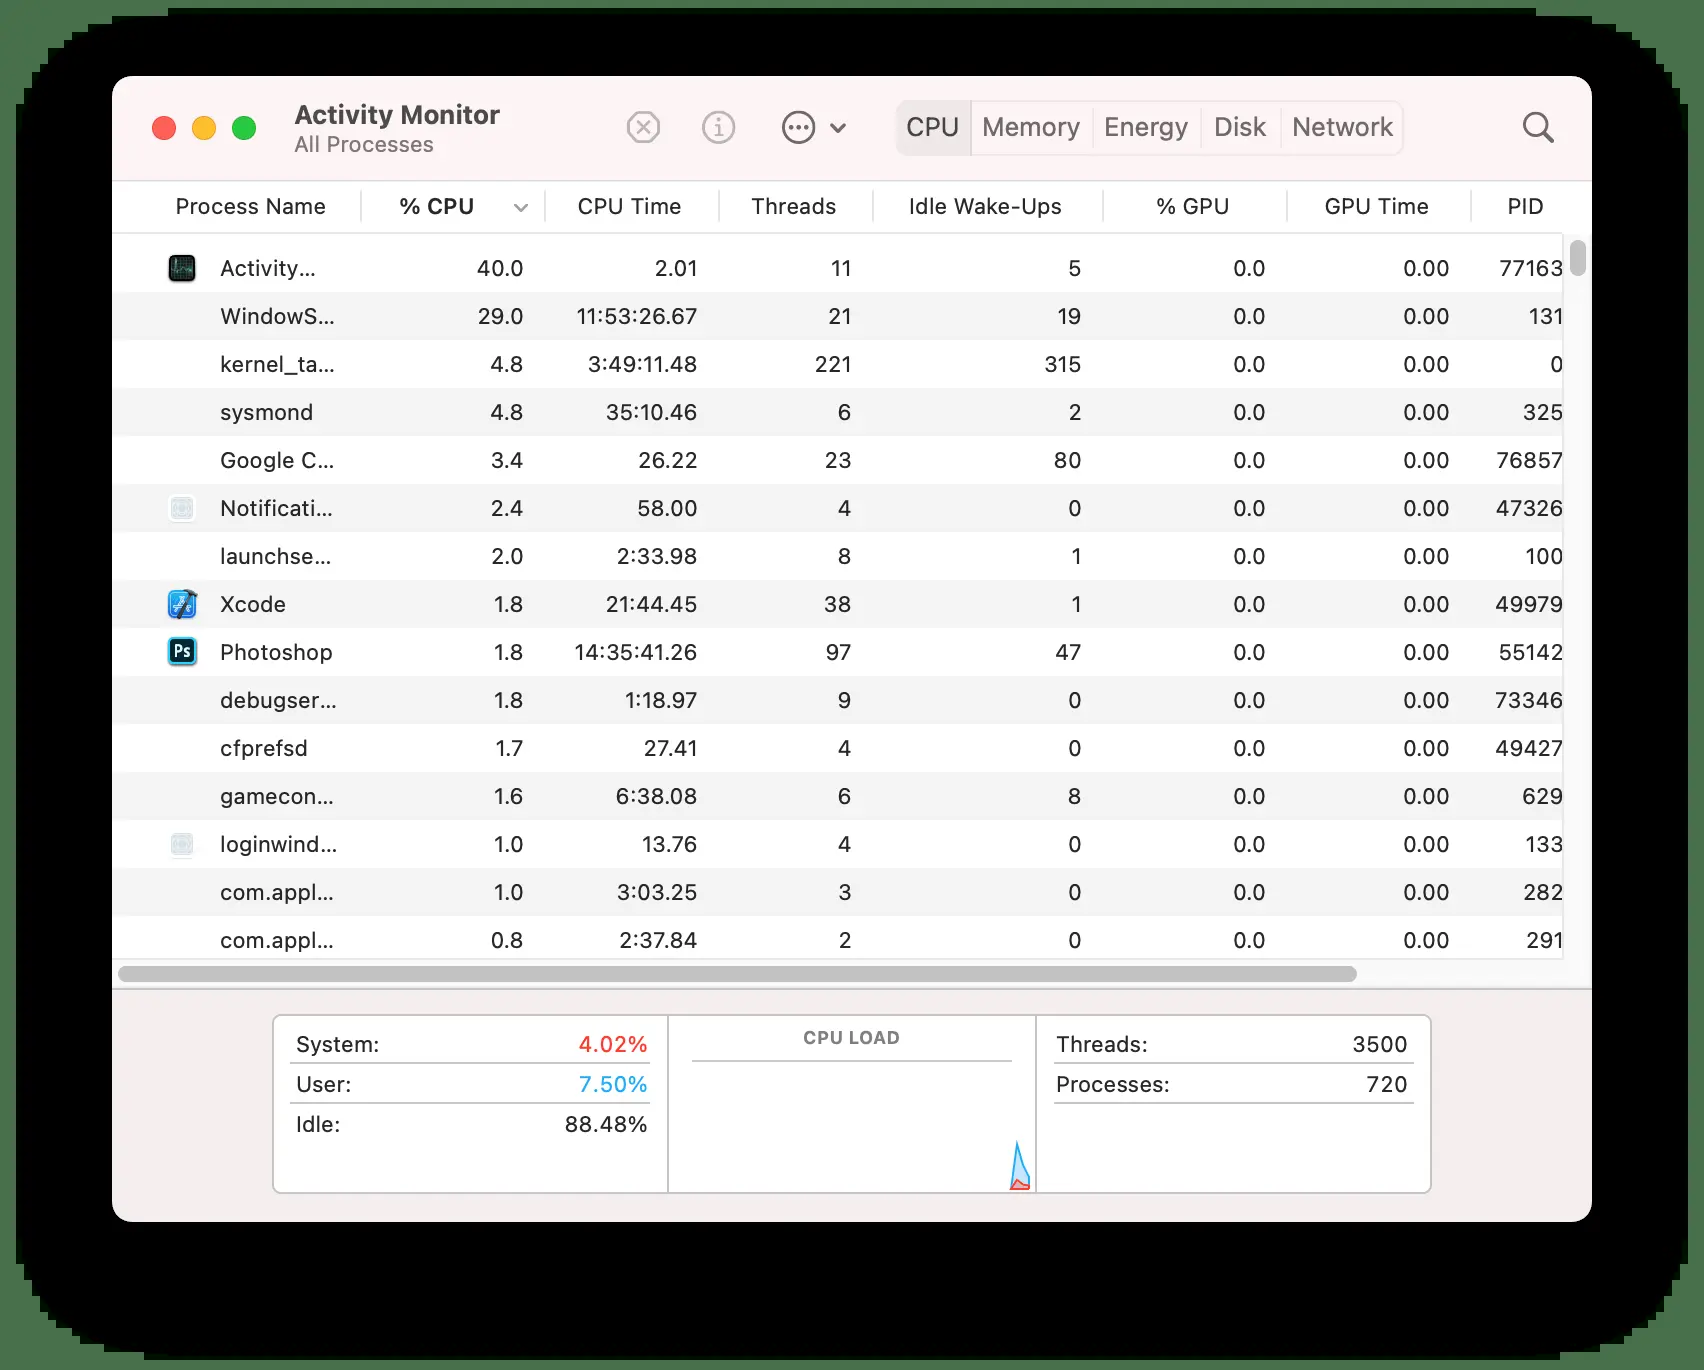 Activity Monitor
All Processes
CPU Memory Energy Disk Network
Process Name % CPU CPU Time Threads Idle Wake-Ups % GPU GPU Time PID
Activity... 40.0 2.01 11 5 0.0 0.00 77163
WindowS... 29.0 11:53:26.67 21 19 0.0 0.00 131
kernel_ta... 4.8 3:49:11.48 221 315 0.0 0.00 0
sysmond 4.8 35:10.46 6 2 0.0 0.00 325
Google C... 3.4 26.22 23 80 0.0 0.00 76857
Notificati... 2.4 58.00 4 0 0.0 0.00 47326
launchse... 2.0 2:33.98 8 1 0.0 0.00 100
Xcode 1.8 21:44.45 38 1 0.0 0.00 49979
Ps Photoshop 1.8 14:35:41.26 97 47 0.0 0.00 55142
debugser... 1.8 1:18.97 9 0 0.0 0.00 73346
cfprefsd 1.7 27.41 4 0 0.0 0.00 49427
gamecon... 1.6 6:38.08 6 8 0.0 0.00 629
loginwind... 1.0 13.76 4 0 0.0 0.00 133
com.appl... 1.0 3:03.25 3 0 0.0 0.00 282
com.appl... 0.8 2:37.84 2 0 0.0 0.00 291
System: 4.02%
User: 7.50%
Idle: 88.48%
CPU LOAD
Threads: 3500
Processes: 720